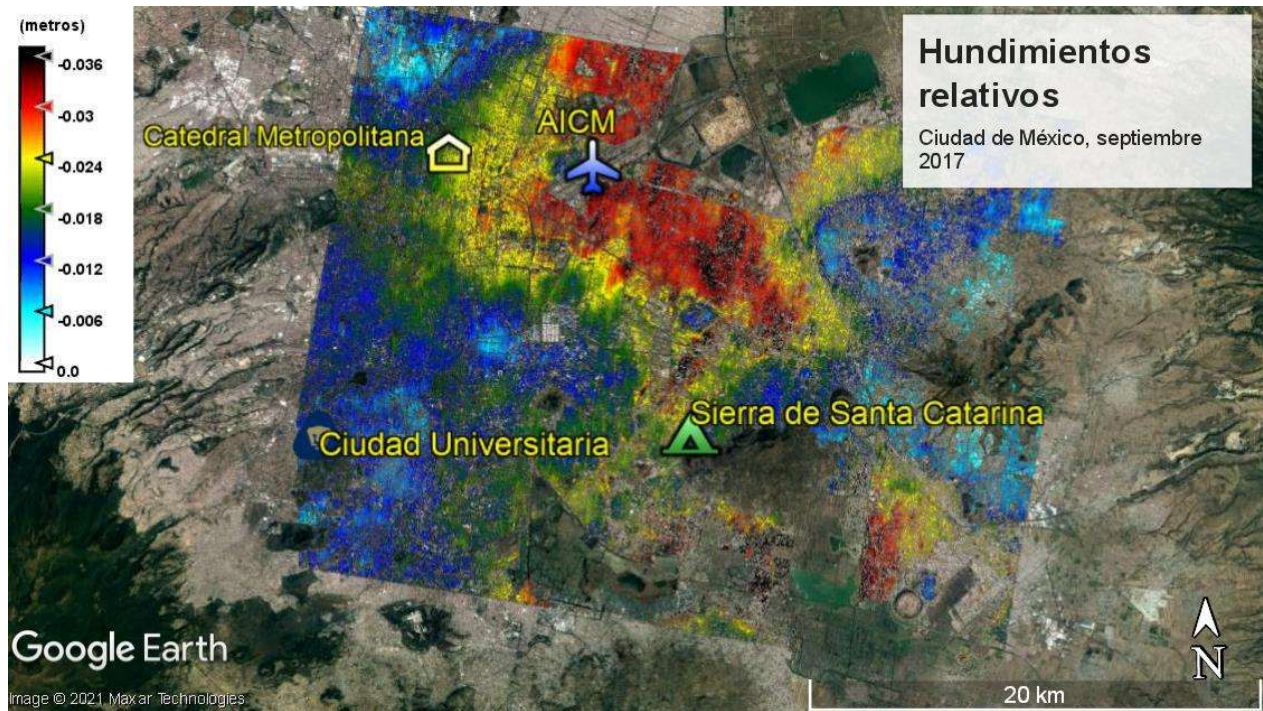 (metros)
-0.036
-0.03
-0.024
-0.018
-0.012
-0.006
0.0
Hundimientos
relativos
Ciudad de México, septiembre
2017
Catedral Metropolitana
AICM
Sierra de Santa Catarina
Ciudad Universitaria
Google Earth
Image © 2021 Maxar Technologies
N
20 km